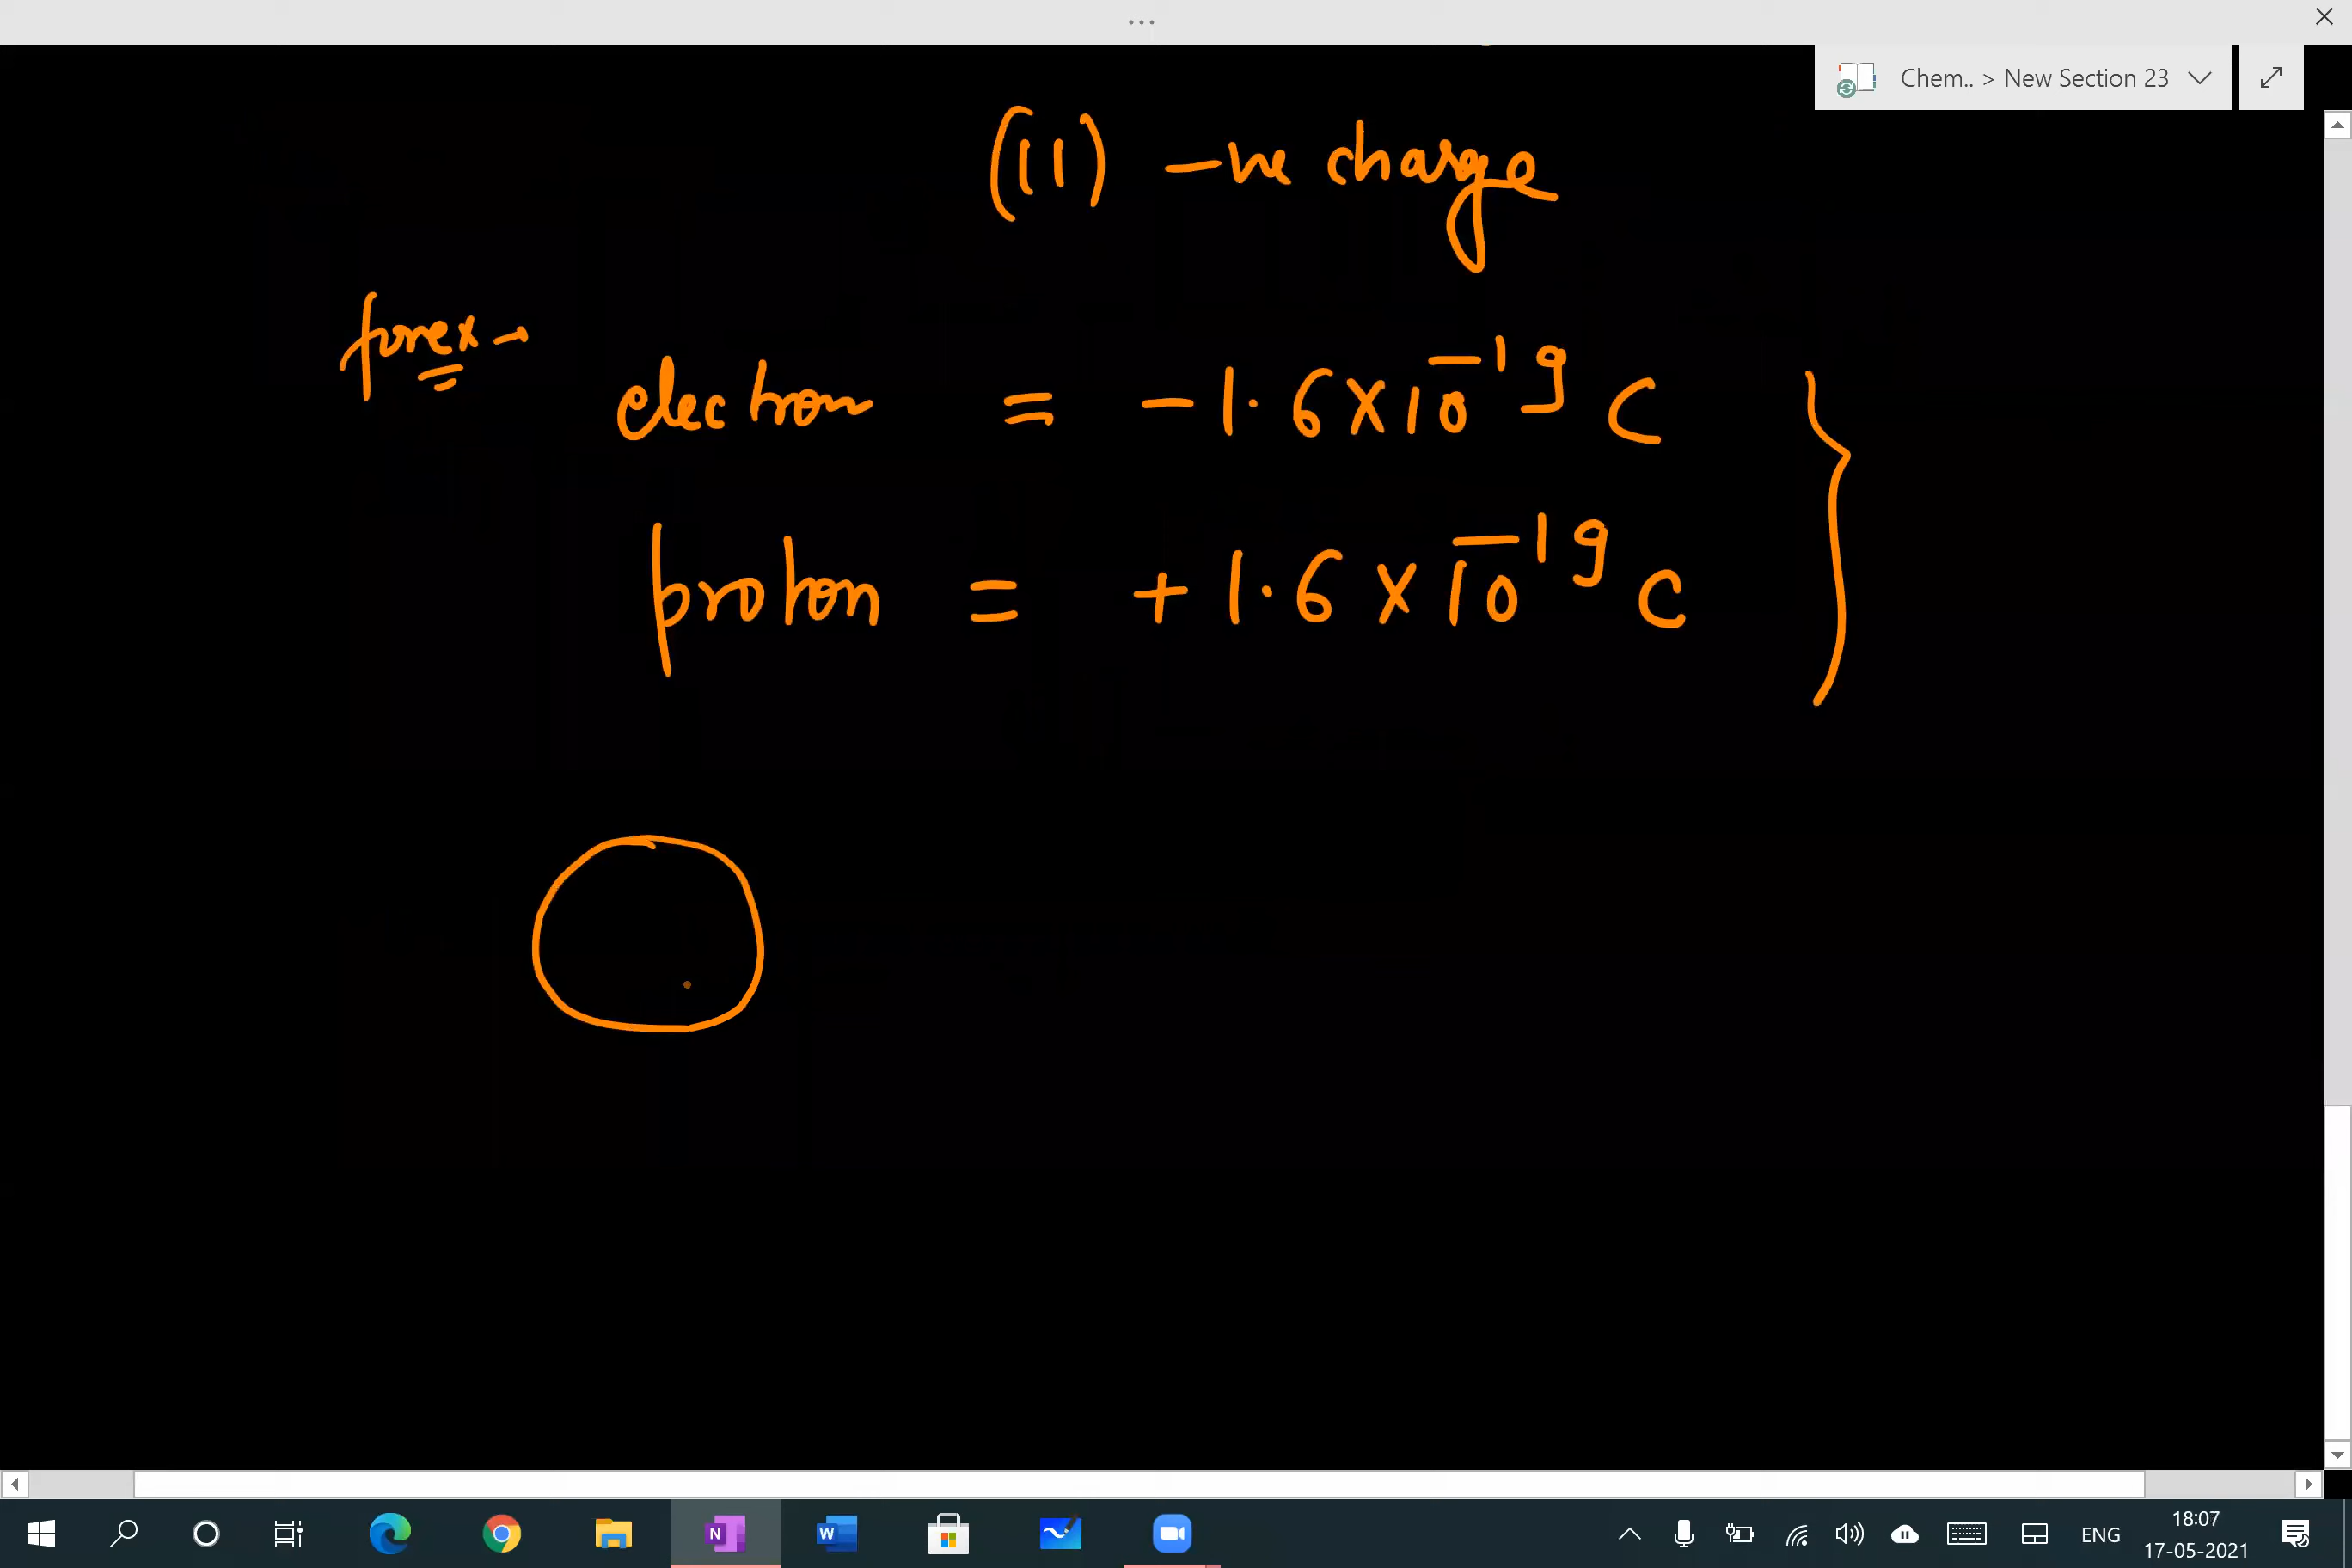 ...
Chem.. > New Section 23
(11) -ve charge
forex →
electron = -1.6×10⁻¹⁹ C
proton = +1.6×10⁻¹⁹ C
ENG
18:07
17-05-2021